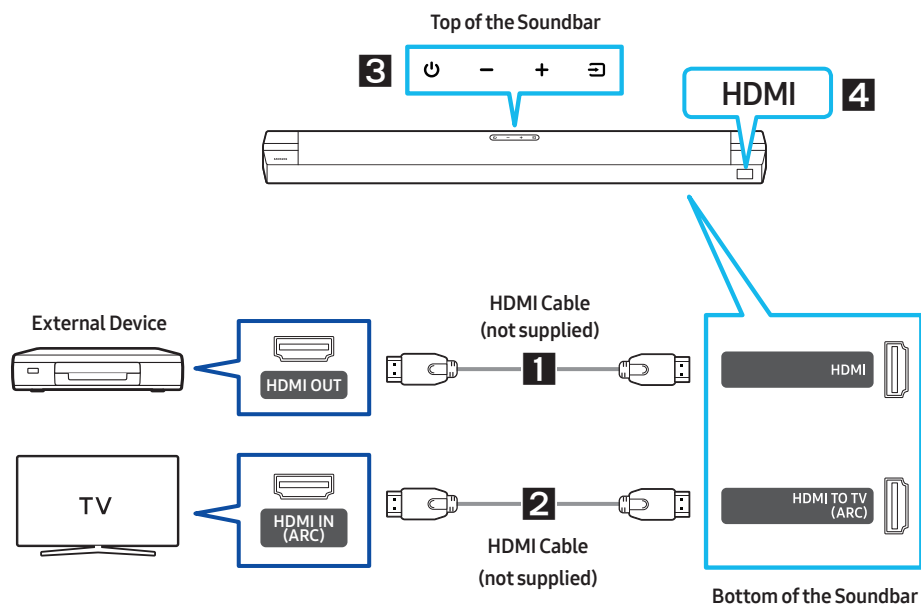 Top of the Soundbar
3
HDMI
4
External Device
HDMI OUT
HDMI Cable
(not supplied)
1
HDMI
TV
HDMI IN
(ARC)
2
HDMI Cable
(not supplied)
HDMI TO TV
(ARC)
Bottom of the Soundbar